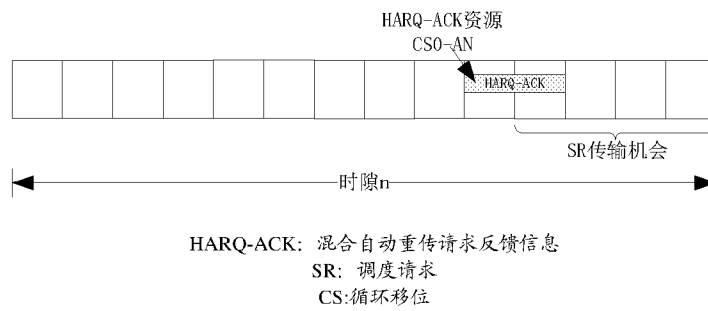 HARQ-ACK资源
CS0-AN
HARQ-ACK
SR传输机会
时隙n
HARQ-ACK: 混合自动重传请求反馈信息
SR: 调度请求
CS:循环移位